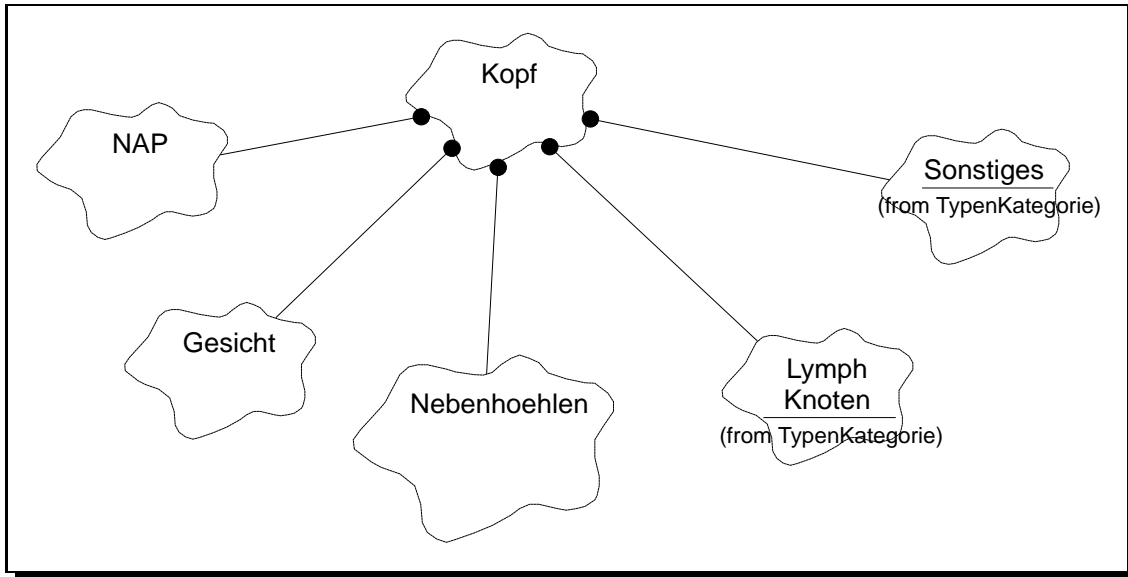 Kopf
NAP
Sonstiges
(from TypenKategorie)
Gesicht
Nebenhoehlen
Lymph
Knoten
(from TypenKategorie)